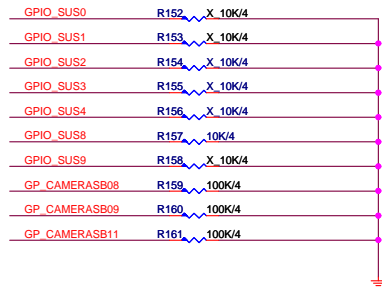 GPIO_SUS0 R152 X_10K/4
GPIO_SUS1 R153 X_10K/4
GPIO_SUS2 R154 X_10K/4
GPIO_SUS3 R155 X_10K/4
GPIO_SUS4 R156 X_10K/4
GPIO_SUS8 R157 10K/4
GPIO_SUS9 R158 X_10K/4
GP_CAMERASB08 R159 100K/4
GP_CAMERASB09 R160 100K/4
GP_CAMERASB11 R161 100K/4